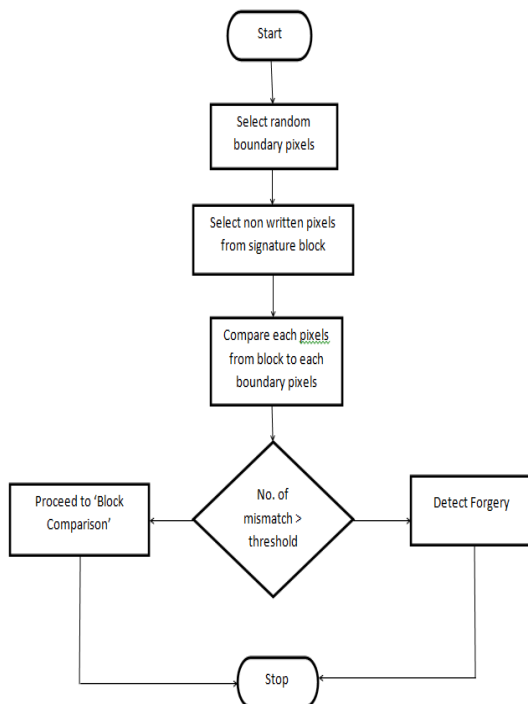 Start
Select random
boundary pixels
Select non written pixels
from signature block
Compare each pixels
from block to each
boundary pixels
No. of
mismatch >
threshold
Proceed to ‘Block
Comparison’
Detect Forgery
Stop